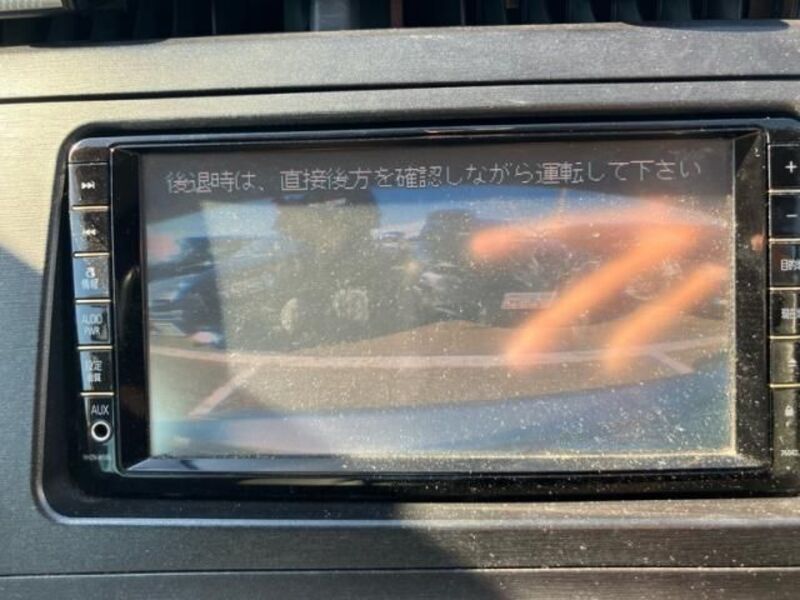 後退時は、直接後方を確認しながら運転して下さい
情報
AUDIO
PWR
設定
画質
AUX
+
−